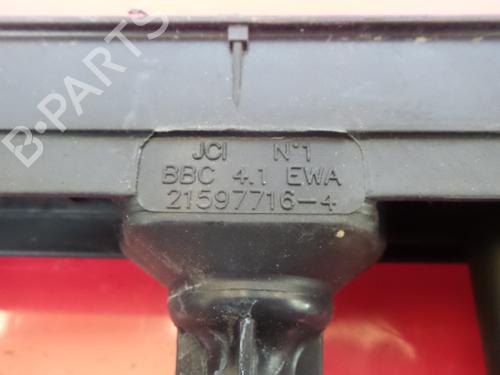 B-PARTS
JCI N°1
BBC 4.1 EWA
21597716-4